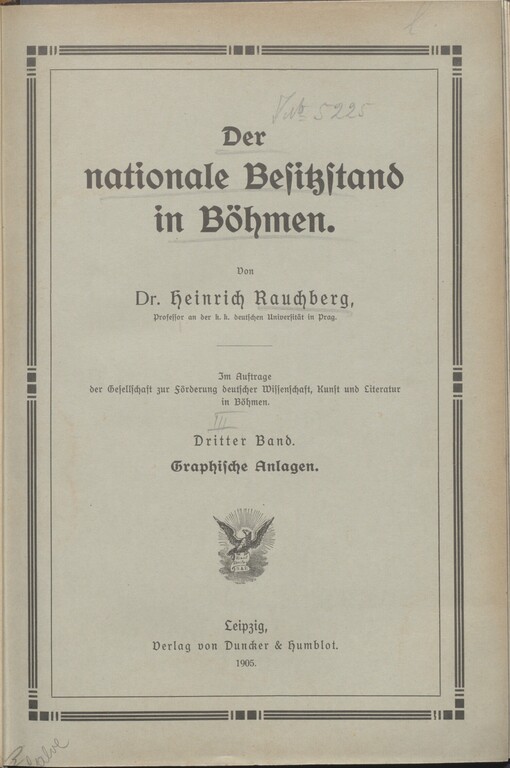 Der
nationale Besitzstand
in Böhmen.
Von
Dr. Heinrich Rauchberg,
Professor an der k. k. deutschen Universität in Prag.
Im Auftrage
der Gesellschaft zur Förderung deutscher Wissenschaft, Kunst und Literatur
in Böhmen.
III
Dritter Band.
Graphische Anlagen.
Leipzig,
Verlag von Duncker & Humblot.
1905.